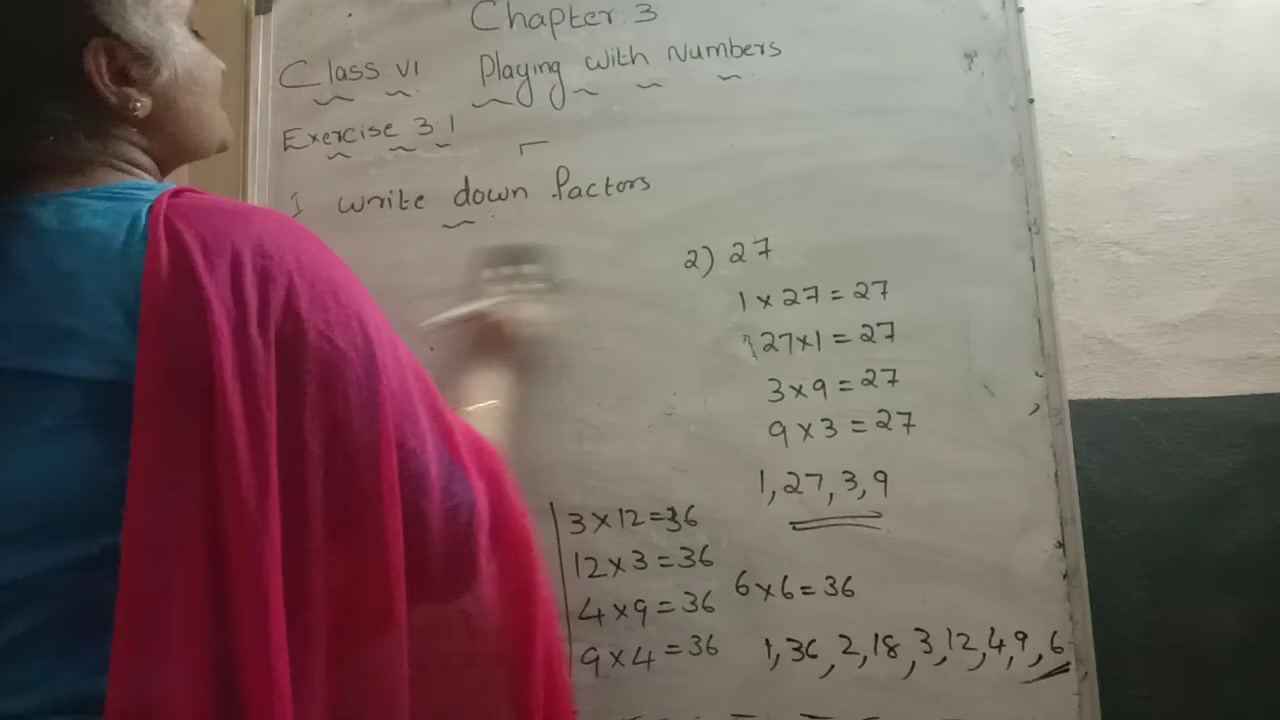 Chapter 3
Class VI Playing with Numbers
Exercise 3.1
1 write down factors
2) 27
1 x 27 = 27
27x1 = 27
3x9 = 27
9 x 3 = 27
1,27,3,9
3x12=36
12x3=36
4x9=36
9x4=36
6x6=36
1,36,2,18,3,12,4,9,6